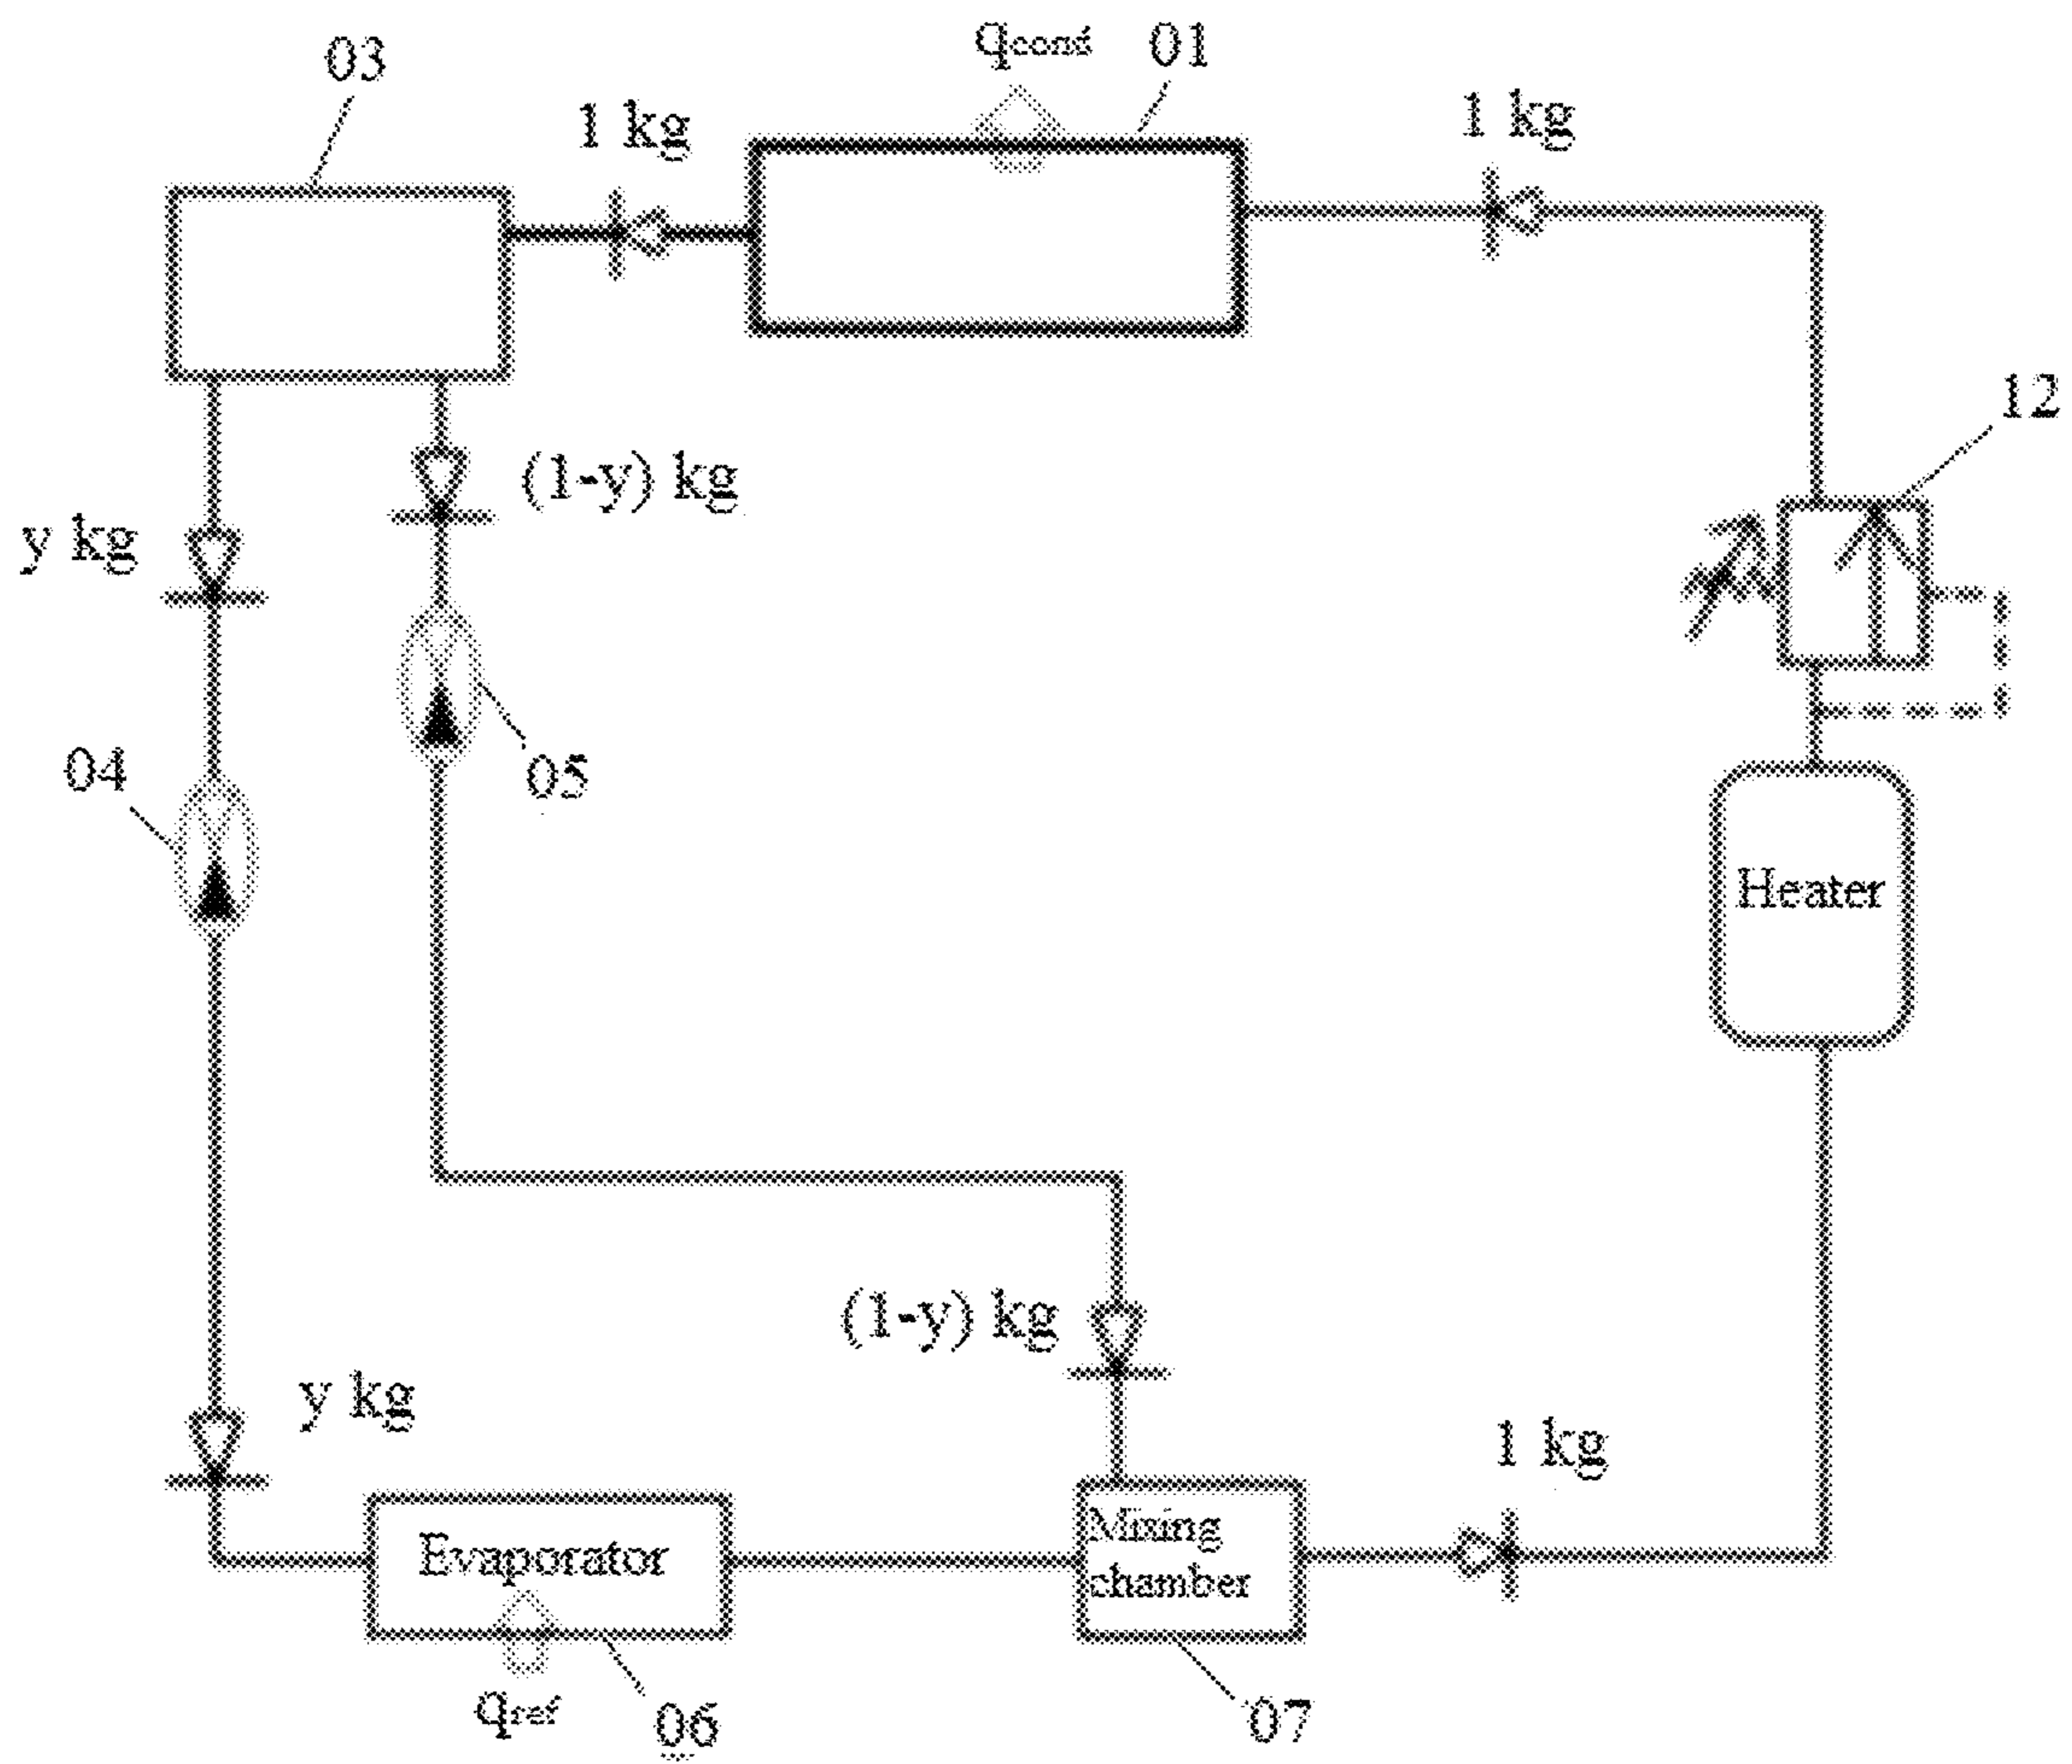 03
qcond
01
1 kg
1 kg
12
(1-y) kg
y kg
04
05
Heater
(1-y) kg
y kg
1 kg
Evaporator
Mixing
chamber
qref
06
07